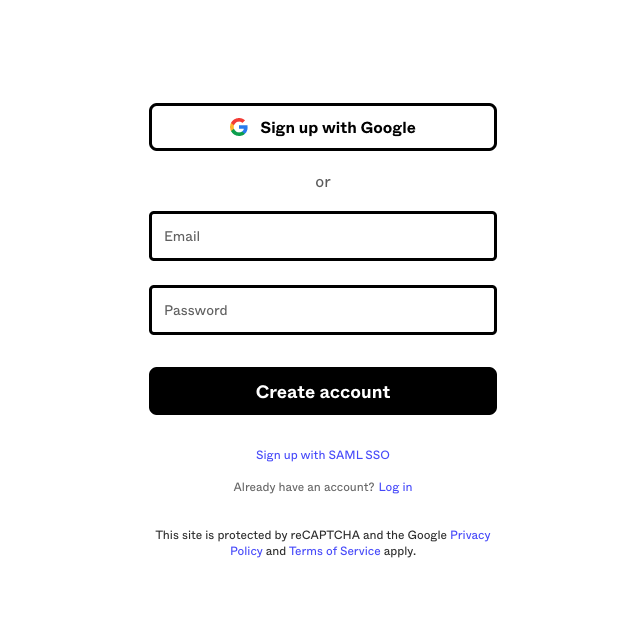 Sign up with Google
or
Email
Password
Create account
Sign up with SAML SSO
Already have an account? Log in
This site is protected by reCAPTCHA and the Google Privacy
Policy and Terms of Service apply.